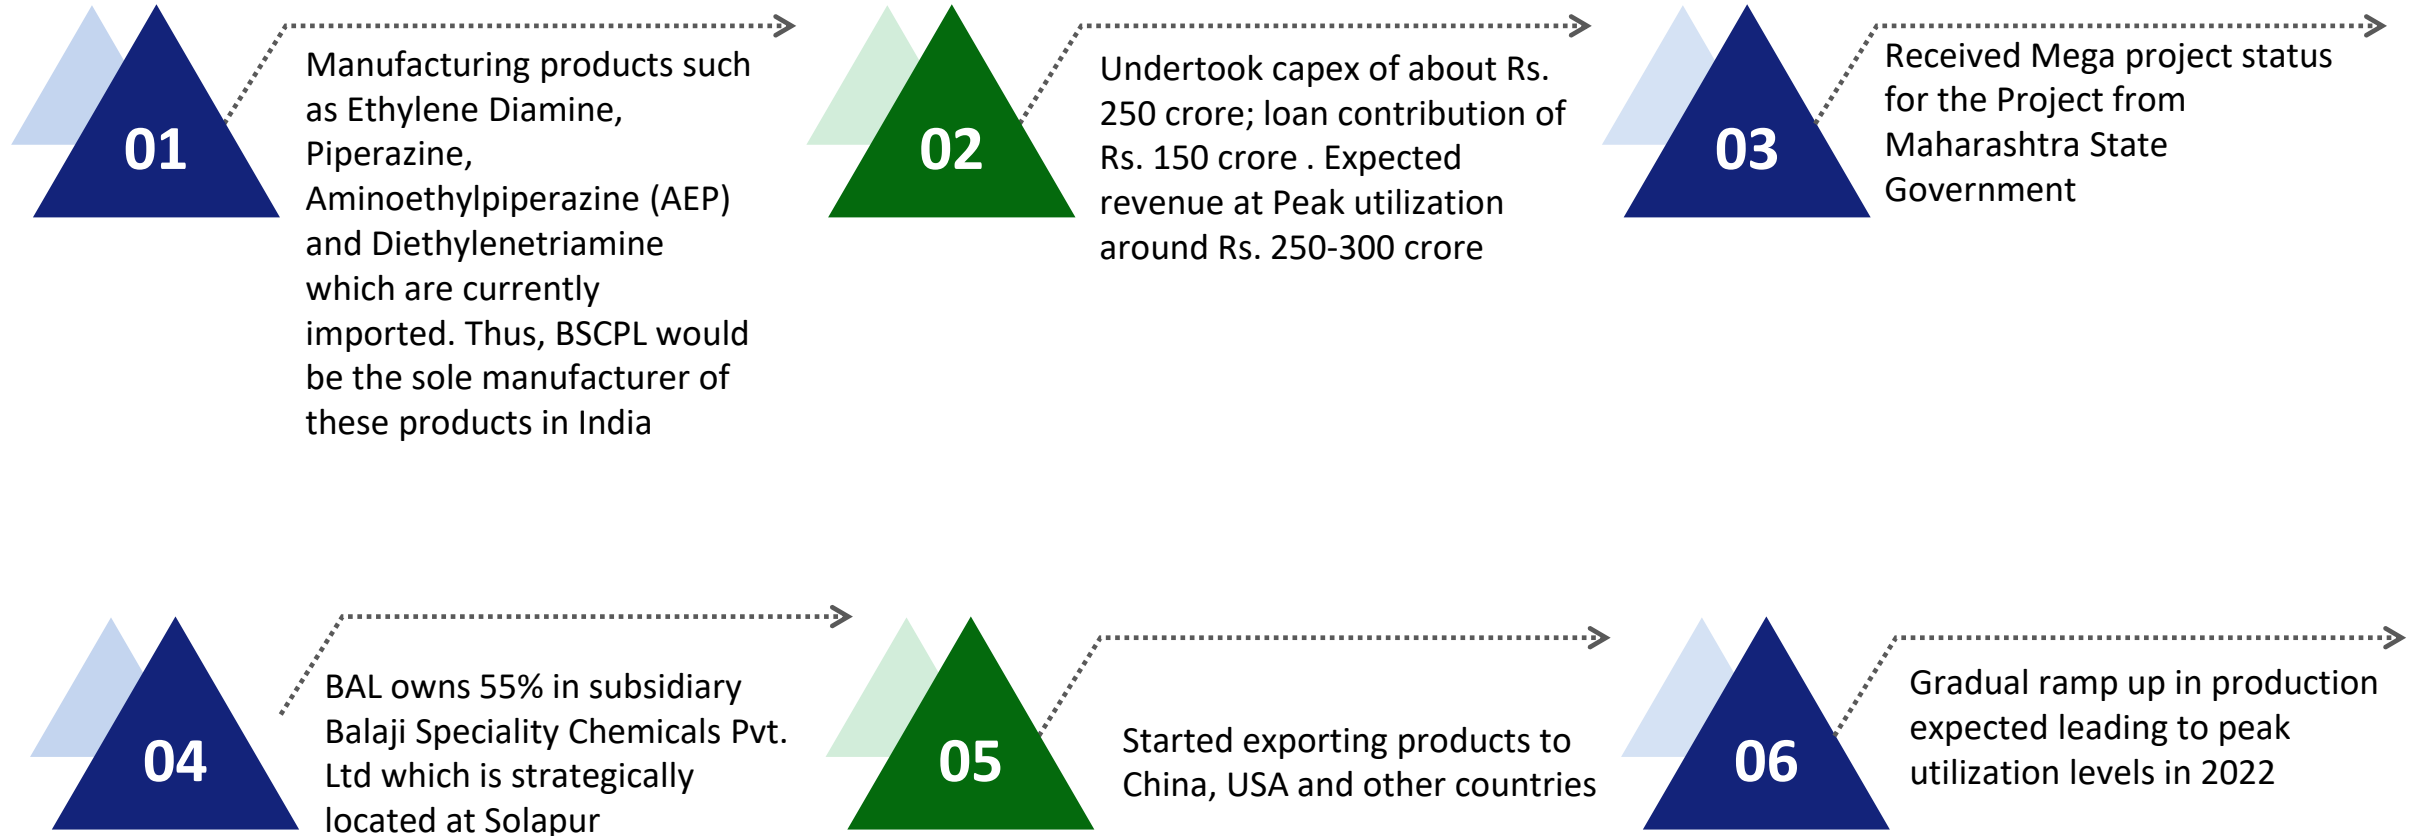 01
Manufacturing products such
as Ethylene Diamine,
Piperazine,
Aminoethylpiperazine (AEP)
and Diethylenetriamine
which are currently
imported. Thus, BSCPL would
be the sole manufacturer of
these products in India
02
Undertook capex of about Rs.
250 crore; loan contribution of
Rs. 150 crore . Expected
revenue at Peak utilization
around Rs. 250-300 crore
03
Received Mega project status
for the Project from
Maharashtra State
Government
04
BAL owns 55% in subsidiary
Balaji Speciality Chemicals Pvt.
Ltd which is strategically
located at Solapur
05
Started exporting products to
China, USA and other countries
06
Gradual ramp up in production
expected leading to peak
utilization levels in 2022